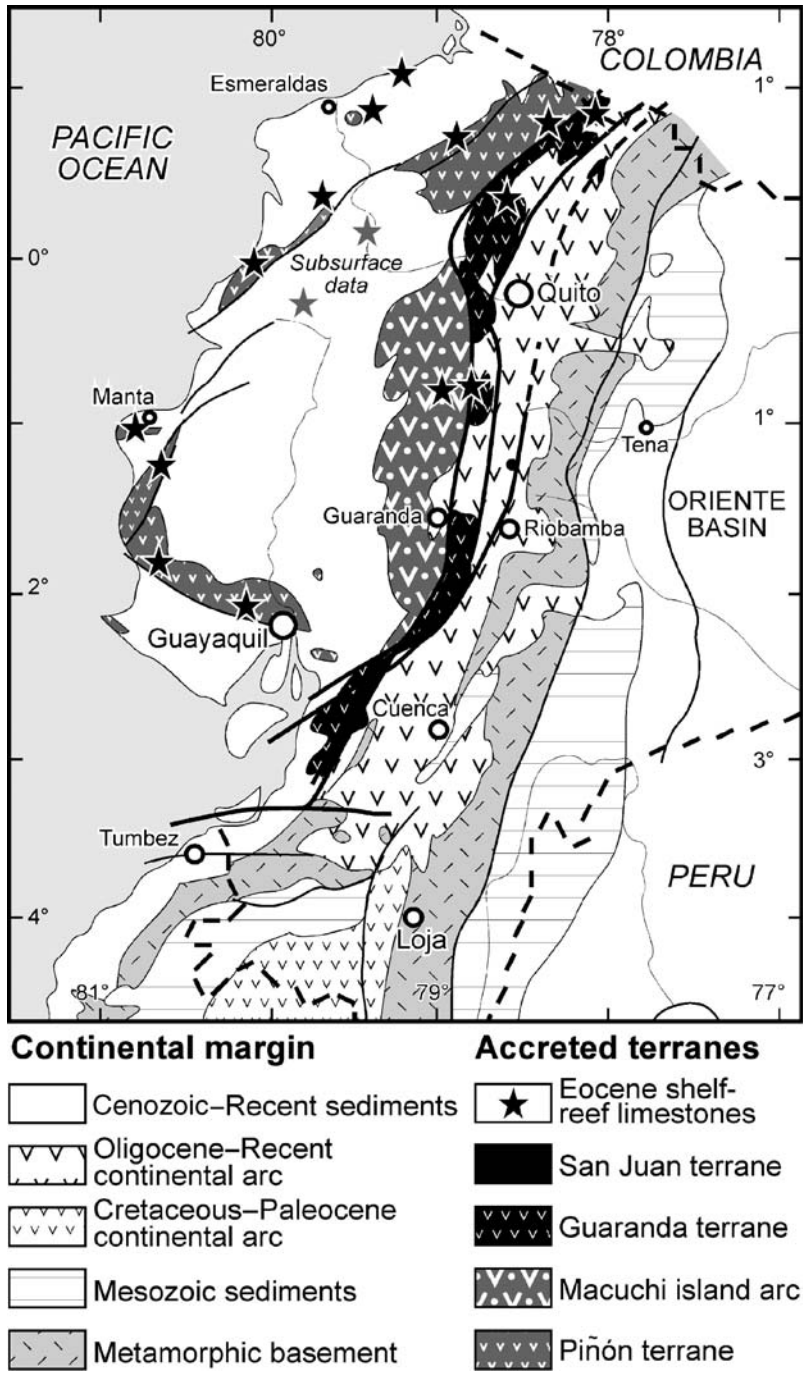 80°
78°
COLOMBIA
Esmeraldas
1°
PACIFIC
OCEAN
Subsurface
data
0°
Quito
Manta
1°
1°
Tena
Guaranda
Riobamba
ORIENTE
BASIN
2°
Guayaquil
Cuenca
3°
Tumbez
PERU
4°
Loja
81°
79°
77°
Continental margin
Cenozoic–Recent sediments
Oligocene–Recent
continental arc
Cretaceous–Paleocene
continental arc
Mesozoic sediments
Metamorphic basement
Accreted terranes
Eocene shelf-
reef limestones
San Juan terrane
Guaranda terrane
Macuchi island arc
Piñón terrane